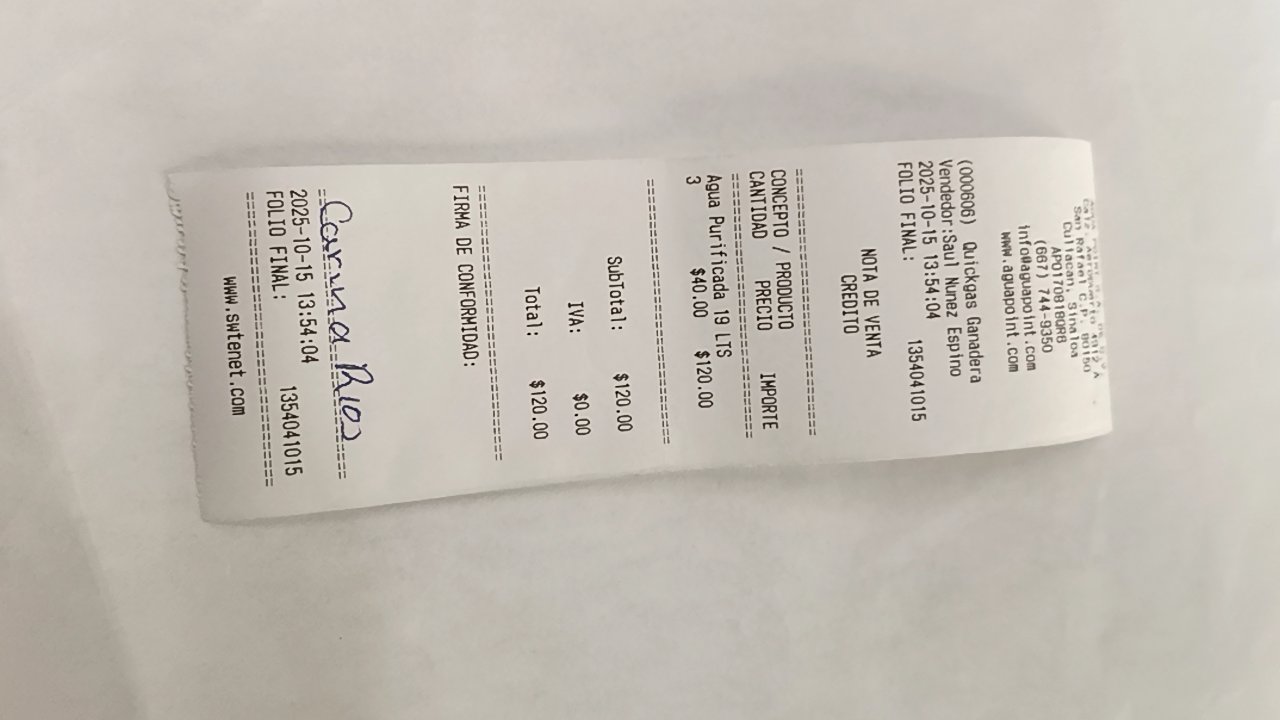 San Rafael C.P. 80150
Culiacan, Sinaloa
APO170818QR8
(667) 744-9350
info@aguapoint.com
www.aguapoint.com
(000606) Quickgas Ganadera
Vendedor:Saul Nunez Espino
2025-10-15 13:54:04
FOLIO FINAL: 1354041015
NOTA DE VENTA
CREDITO
==============================
CONCEPTO / PRODUCTO
CANTIDAD PRECIO IMPORTE
==============================
Agua Purificada 19 LTS
3 $40.00 $120.00
==============================
SubTotal: $120.00
IVA: $0.00
Total: $120.00
==============================
FIRMA DE CONFORMIDAD:
Carina Rios
==============================
2025-10-15 13:54:04
FOLIO FINAL: 1354041015
==============================
www.swtenet.com